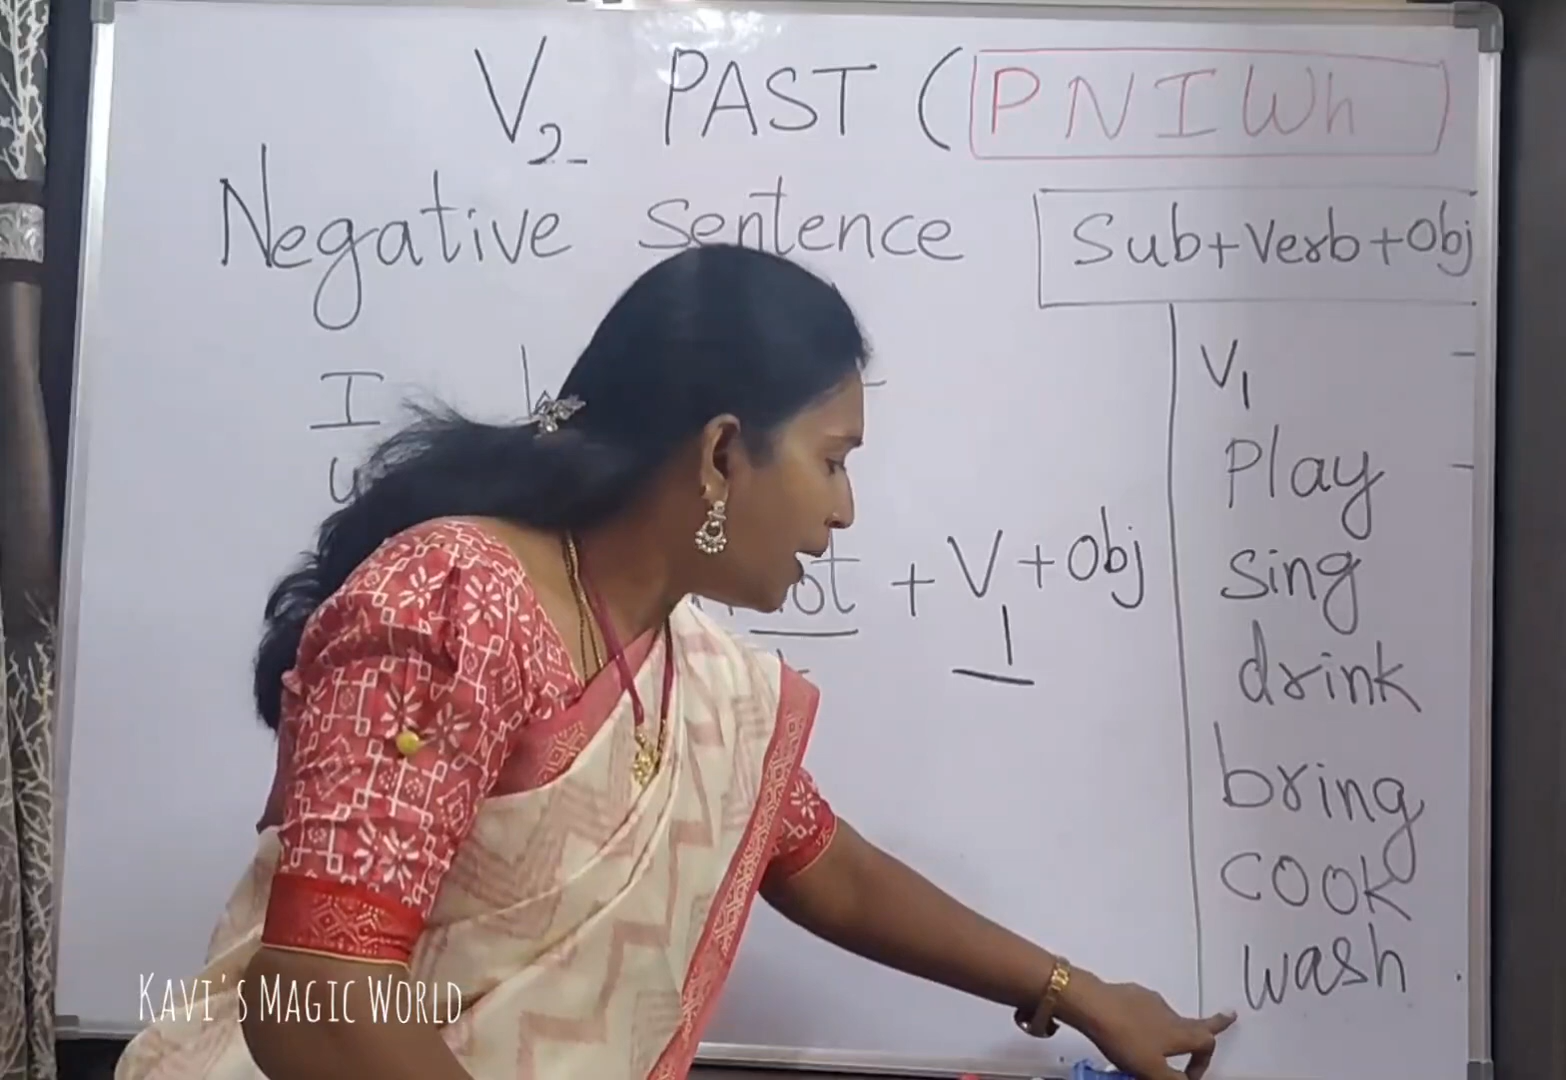 V2 PAST (PNIWh)
Negative sentence
Sub+Verb+Obj
I
+ V1 + Obj
V1
Play
Sing
drink
bring
cook
wash
KAVI'S MAGIC WORLD